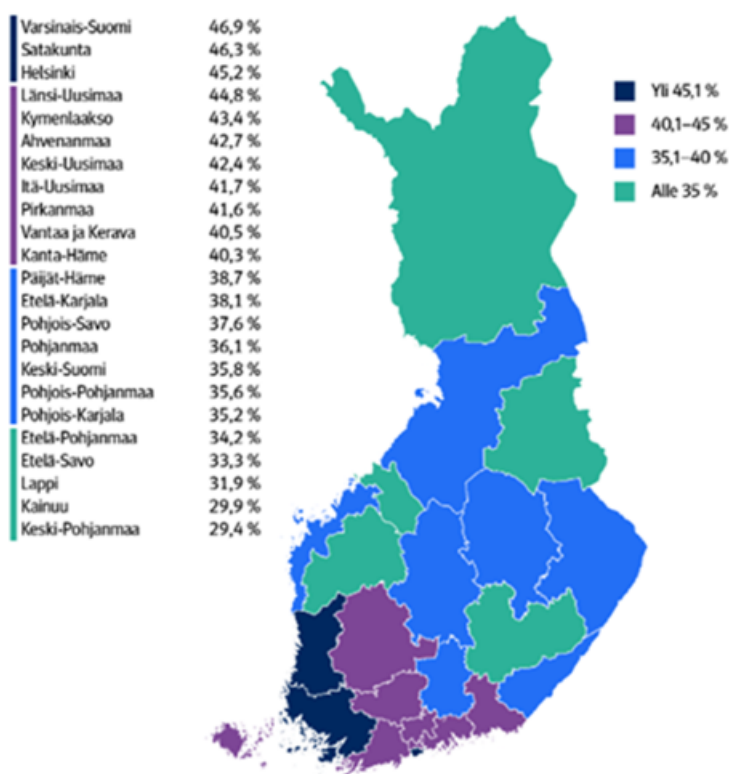 Varsinais-Suomi 46,9 %
Satakunta 46,3 %
Helsinki 45,2 %
Länsi-Uusimaa 44,8 %
Kymenlaakso 43,4 %
Ahvenanmaa 42,7 %
Keski-Uusimaa 42,4 %
Itä-Uusimaa 41,7 %
Pirkanmaa 41,6 %
Vantaa ja Kerava 40,5 %
Kanta-Häme 40,3 %
Päijät-Häme 38,7 %
Etelä-Karjala 38,1 %
Pohjois-Savo 37,6 %
Pohjanmaa 36,1 %
Keski-Suomi 35,8 %
Pohjois-Pohjanmaa 35,6 %
Pohjois-Karjala 35,2 %
Etelä-Pohjanmaa 34,2 %
Etelä-Savo 33,3 %
Lappi 31,9 %
Kainuu 29,9 %
Keski-Pohjanmaa 29,4 %
Yli 45,1 %
40,1–45 %
35,1–40 %
Alle 35 %